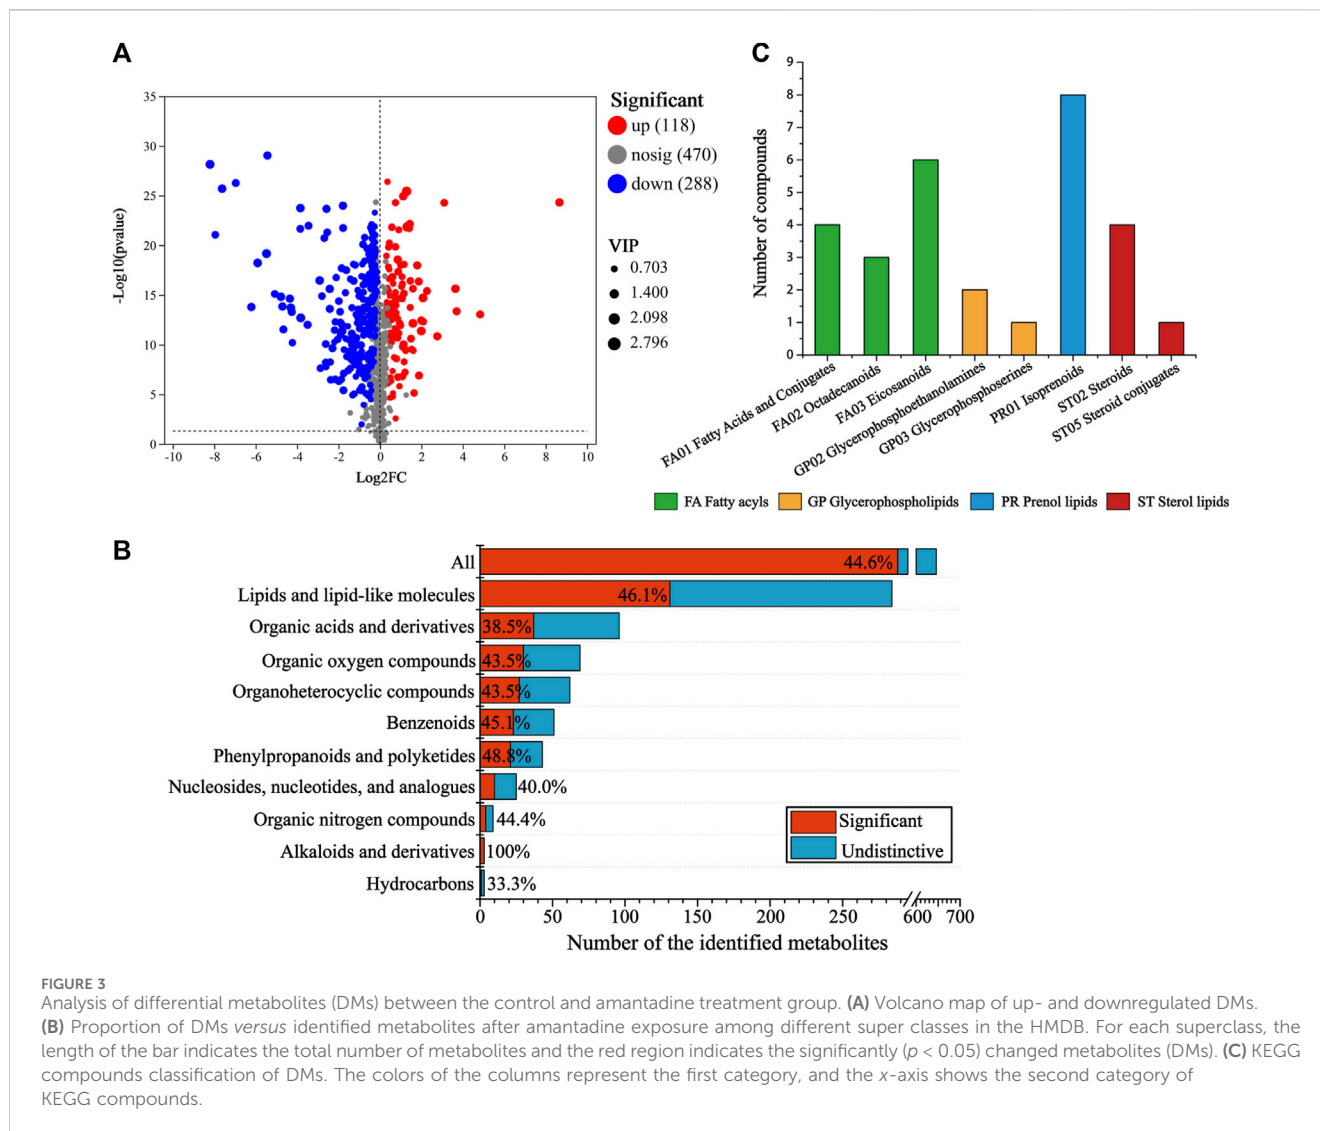 A
Significant
up (118)
nosig (470)
down (288)
VIP
0.703
1.400
2.098
2.796
35
30
25
20
15
10
5
0
-Log10(pvalue)
-10 -8 -6 -4 -2 0 2 4 6 8 10
Log2FC
C
9
8
7
6
5
4
3
2
1
0
Number of compounds
FA01 Fatty Acids and Conjugates
FA02 Octadecanoids
FA03 Eicosanoids
GP02 Glycerophosphoethanolamines
GP03 Glycerophosphoserines
PR01 Isoprenoids
ST02 Steroids
ST05 Steroid conjugates
FA Fatty acyls GP Glycerophospholipids PR Prenol lipids ST Sterol lipids
B
All 44.6%
Lipids and lipid-like molecules 46.1%
Organic acids and derivatives 38.5%
Organic oxygen compounds 43.5%
Organoheterocyclic compounds 43.5%
Benzenoids 45.1%
Phenylpropanoids and polyketides 48.8%
Nucleosides, nucleotides, and analogues 40.0%
Organic nitrogen compounds 44.4%
Alkaloids and derivatives 100%
Hydrocarbons 33.3%
Significant
Undistinctive
0 50 100 150 200 250 600 700
Number of the identified metabolites
FIGURE 3
Analysis of differential metabolites (DMs) between the control and amantadine treatment group. (A) Volcano map of up- and downregulated DMs.
(B) Proportion of DMs versus identified metabolites after amantadine exposure among different super classes in the HMDB. For each superclass, the
length of the bar indicates the total number of metabolites and the red region indicates the significantly (p < 0.05) changed metabolites (DMs). (C) KEGG
compounds classification of DMs. The colors of the columns represent the first category, and the x-axis shows the second category of
KEGG compounds.